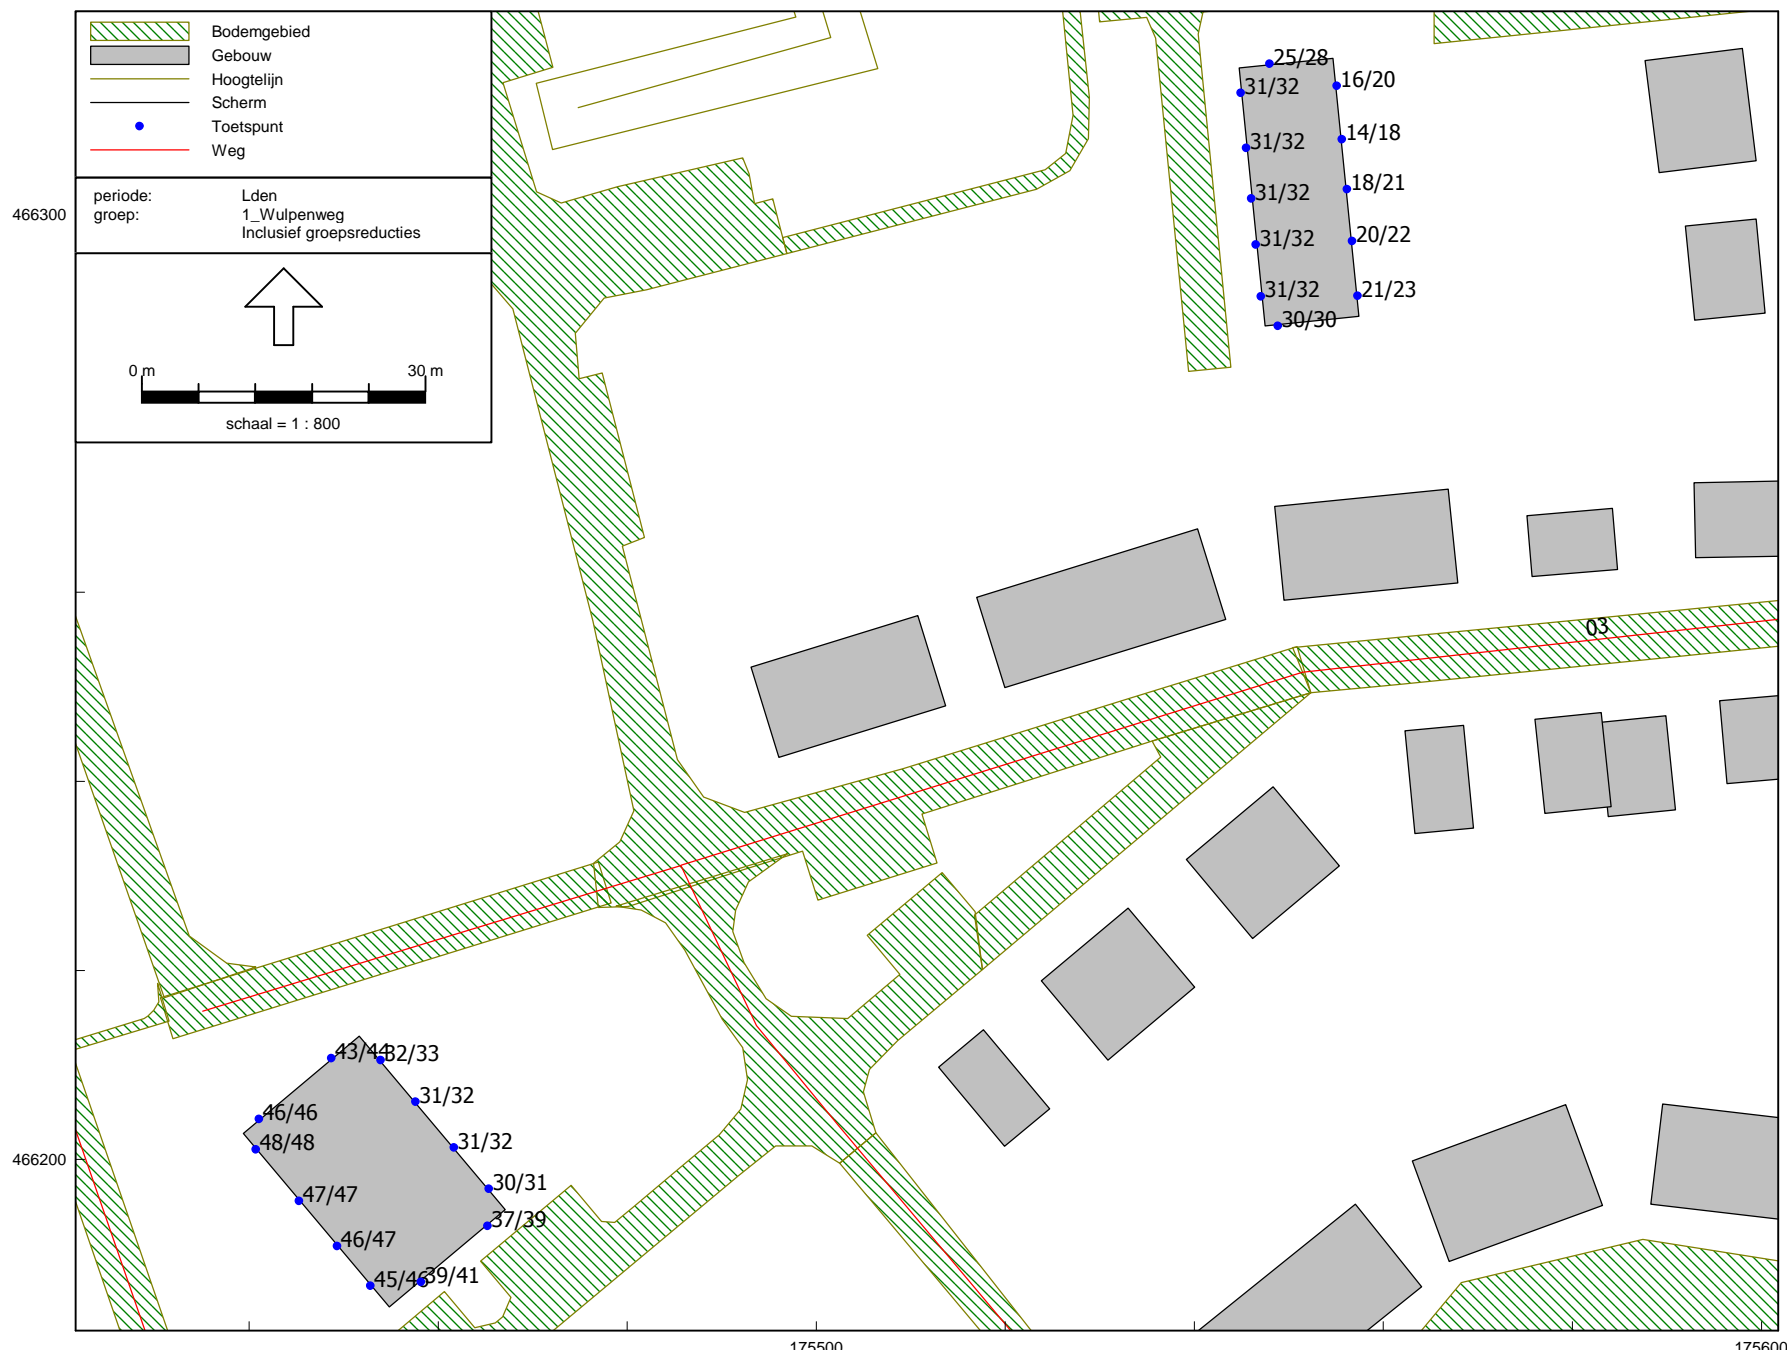 Bodemgebied
Gebouw
Hoogtelijn
Scherm
Toetspunt
Weg
periode: Lden
groep: 1_Wulpenweg
Inclusief groepsreducties
0 m 30 m
schaal = 1 : 800
466300
466200
175500
175600
25/28
31/32
16/20
31/32
14/18
31/32
18/21
31/32
20/22
31/32
21/23
30/30
03
43/44
32/33
46/46
31/32
48/48
31/32
47/47
30/31
46/47
37/39
45/46
39/41